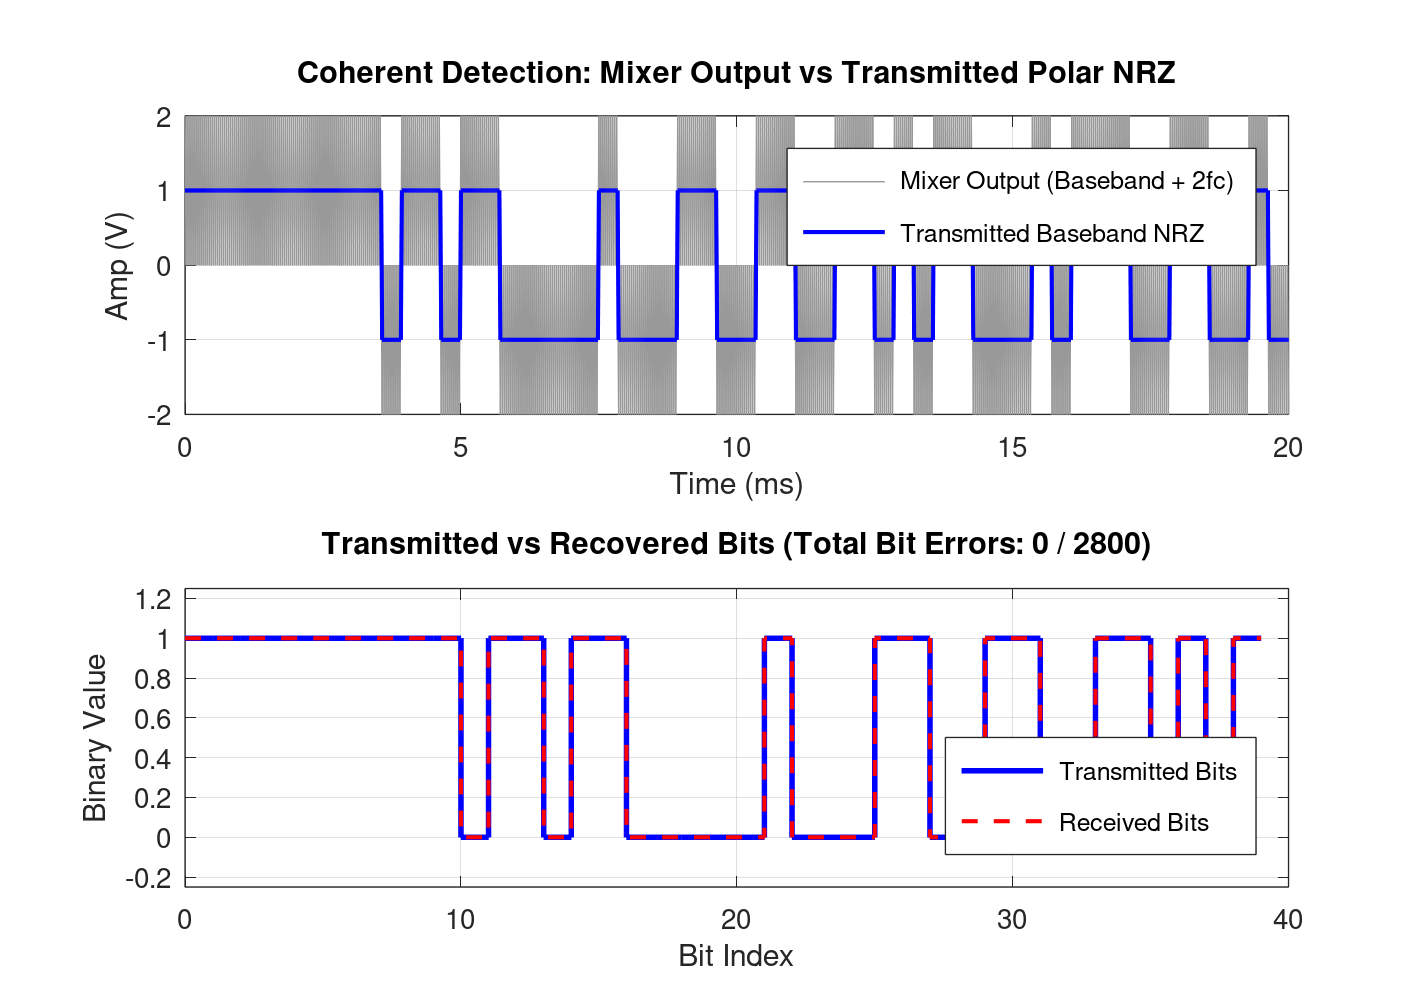 Coherent Detection: Mixer Output vs Transmitted Polar NRZ
2
1
0
-1
-2
Amp (V)
Mixer Output (Baseband + 2fc)
Transmitted Baseband NRZ
0 5 10 15 20
Time (ms)
Transmitted vs Recovered Bits (Total Bit Errors: 0 / 2800)
1.2
1
0.8
0.6
0.4
0.2
0
-0.2
Binary Value
Transmitted Bits
Received Bits
0 10 20 30 40
Bit Index